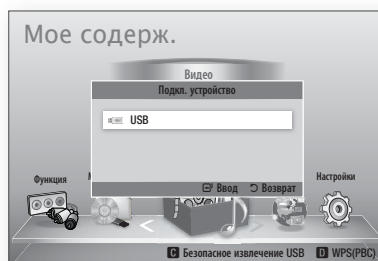 Мое содерж.
Видео
Подкл. устройство
USB
Ввод Возврат
Функция
М
Настройки
C Безопасное извлечение USB D WPS(PBC)